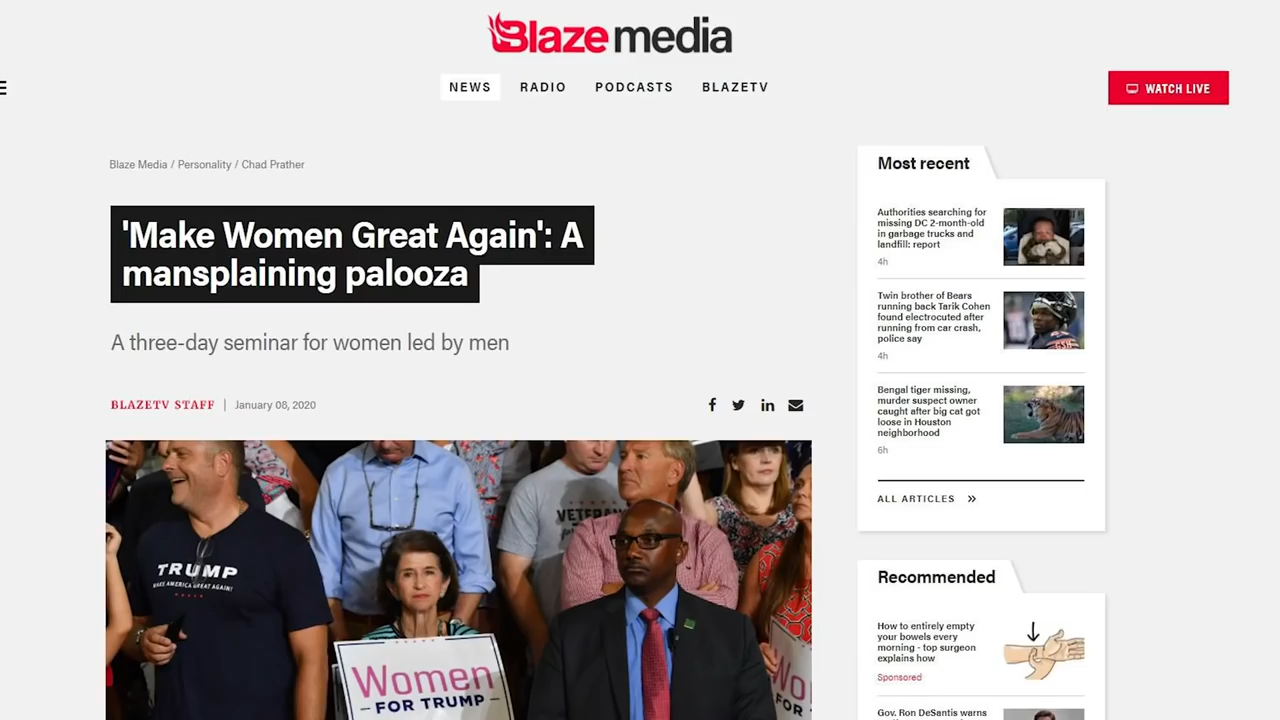 Blaze media
NEWS
RADIO
PODCASTS
BLAZETV
WATCH LIVE
Blaze Media / Personality / Chad Prather
'Make Women Great Again': A
mansplaining palooza
A three-day seminar for women led by men
BLAZETV STAFF | January 08, 2020
TRUMP
MAKE AMERICA GREAT AGAIN!
VETERAN
Women
FOR TRUMP
Most recent
Authorities searching for
missing DC 2-month-old
in garbage trucks and
landfill: report
4h
Twin brother of Bears
running back Tarik Cohen
found electrocuted after
running from car crash,
police say
4h
Bengal tiger missing,
murder suspect owner
caught after big cat got
loose in Houston
neighborhood
6h
ALL ARTICLES »
Recommended
How to entirely empty
your bowels every
morning - top surgeon
explains how
Sponsored
Gov. Ron DeSantis warns